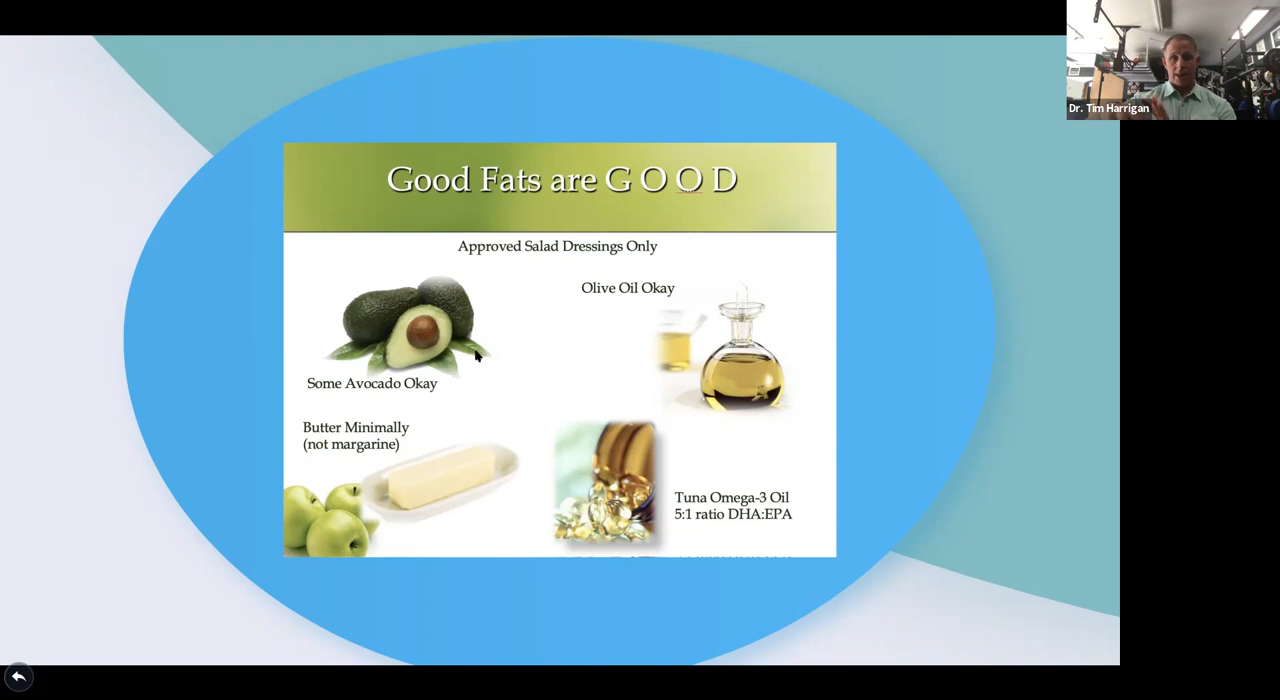 Dr. Tim Harrigan
Good Fats are G O O D
Approved Salad Dressings Only
Olive Oil Okay
Some Avocado Okay
Butter Minimally
(not margarine)
Tuna Omega-3 Oil
5:1 ratio DHA:EPA